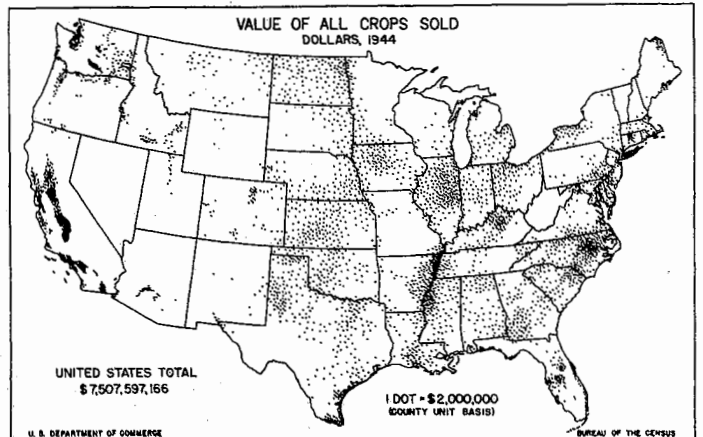 VALUE OF ALL CROPS SOLD
DOLLARS, 1944
UNITED STATES TOTAL
$7,507,597,166
1 DOT = $2,000,000
(COUNTY UNIT BASIS)
U. S. DEPARTMENT OF COMMERCE
BUREAU OF THE CENSUS